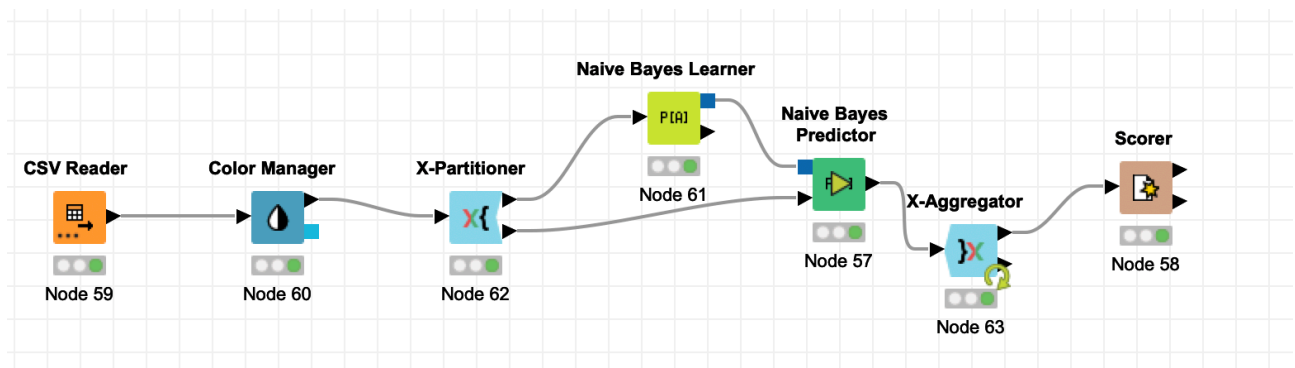 Naive Bayes Learner
P[A]
Node 61
Naive Bayes
Predictor
Node 57
Scorer
Node 58
CSV Reader
Node 59
Color Manager
Node 60
X-Partitioner
X{
Node 62
X-Aggregator
}X
Node 63